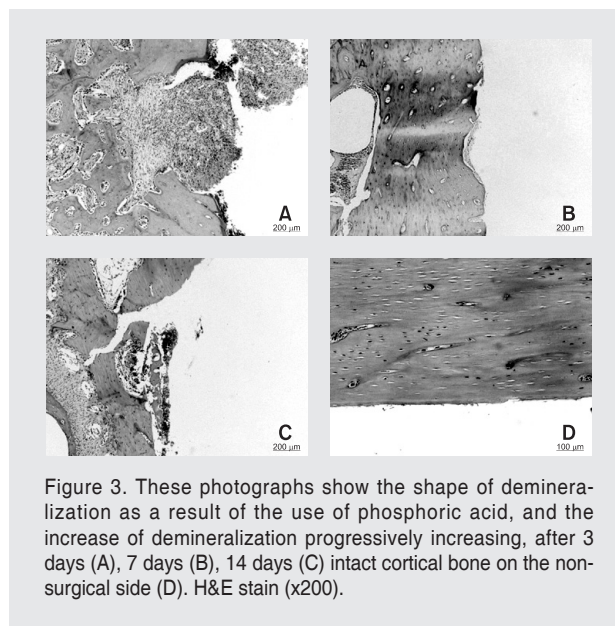 A
200 µm
B
200 µm
C
200 µm
D
100 µm
Figure 3. These photographs show the shape of deminera-
lization as a result of the use of phosphoric acid, and the
increase of demineralization progressively increasing, after 3
days (A), 7 days (B), 14 days (C) intact cortical bone on the non-
surgical side (D). H&E stain (x200).